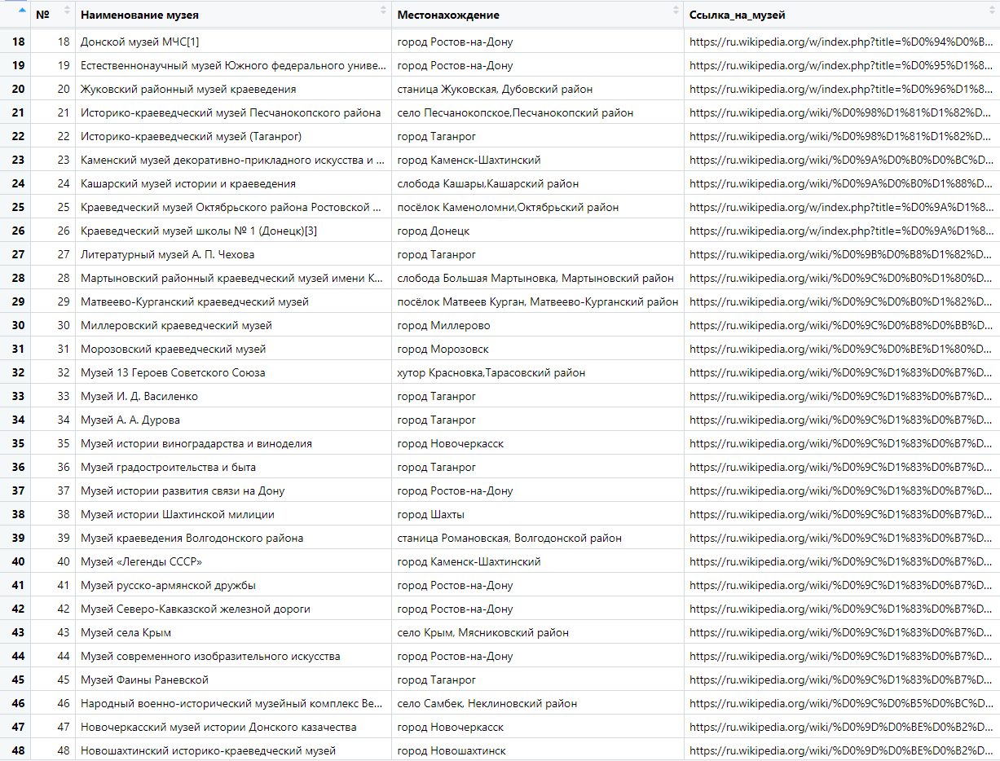 № Наименование музея Местонахождение Ссылка_на_музей
18 18 Донской музей МЧС[1] город Ростов-на-Дону https://ru.wikipedia.org/w/index.php?title=%D0%94%D0%B...
19 19 Естественнонаучный музей Южного федерального униве... город Ростов-на-Дону https://ru.wikipedia.org/w/index.php?title=%D0%95%D1%8...
20 20 Жуковский районный музей краеведения станица Жуковская, Дубовский район https://ru.wikipedia.org/w/index.php?title=%D0%96%D1%8...
21 21 Историко-краеведческий музей Песчанокопского района село Песчанокопское,Песчанокопский район https://ru.wikipedia.org/wiki/%D0%98%D1%81%D1%82%D...
22 22 Историко-краеведческий музей (Таганрог) город Таганрог https://ru.wikipedia.org/wiki/%D0%98%D1%81%D1%82%D...
23 23 Каменский музей декоративно-прикладного искусства и ... город Каменск-Шахтинский https://ru.wikipedia.org/wiki/%D0%9A%D0%B0%D0%BC%D...
24 24 Кашарский музей истории и краеведения слобода Кашары,Кашарский район https://ru.wikipedia.org/wiki/%D0%9A%D0%B0%D1%88%D...
25 25 Краеведческий музей Октябрьского района Ростовской ... посёлок Каменоломни,Октябрьский район https://ru.wikipedia.org/w/index.php?title=%D0%9A%D1%8...
26 26 Краеведческий музей школы № 1 (Донецк)[3] город Донецк https://ru.wikipedia.org/w/index.php?title=%D0%9A%D1%8...
27 27 Литературный музей А. П. Чехова город Таганрог https://ru.wikipedia.org/wiki/%D0%9B%D0%B8%D1%82%D...
28 28 Мартыновский районный краеведческий музей имени К... слобода Большая Мартыновка, Мартыновский район https://ru.wikipedia.org/wiki/%D0%9C%D0%B0%D1%80%D...
29 29 Матвеево-Курганский краеведческий музей посёлок Матвеев Курган, Матвеево-Курганский район https://ru.wikipedia.org/wiki/%D0%9C%D0%B0%D1%82%D...
30 30 Миллеровский краеведческий музей город Миллерово https://ru.wikipedia.org/wiki/%D0%9C%D0%B8%D0%BB%D...
31 31 Морозовский краеведческий музей город Морозовск https://ru.wikipedia.org/wiki/%D0%9C%D0%BE%D1%80%D...
32 32 Музей 13 Героев Советского Союза хутор Красновка,Тарасовский район https://ru.wikipedia.org/wiki/%D0%9C%D1%83%D0%B7%D...
33 33 Музей И. Д. Василенко город Таганрог https://ru.wikipedia.org/wiki/%D0%9C%D1%83%D0%B7%D...
34 34 Музей А. А. Дурова город Таганрог https://ru.wikipedia.org/wiki/%D0%9C%D1%83%D0%B7%D...
35 35 Музей истории виноградарства и виноделия город Новочеркасск https://ru.wikipedia.org/wiki/%D0%9C%D1%83%D0%B7%D...
36 36 Музей градостроительства и быта город Таганрог https://ru.wikipedia.org/wiki/%D0%9C%D1%83%D0%B7%D...
37 37 Музей истории развития связи на Дону город Ростов-на-Дону https://ru.wikipedia.org/wiki/%D0%9C%D1%83%D0%B7%D...
38 38 Музей истории Шахтинской милиции город Шахты https://ru.wikipedia.org/wiki/%D0%9C%D1%83%D0%B7%D...
39 39 Музей краеведения Волгодонского района станица Романовская, Волгодонской район https://ru.wikipedia.org/wiki/%D0%9C%D1%83%D0%B7%D...
40 40 Музей «Легенды СССР» город Каменск-Шахтинский https://ru.wikipedia.org/wiki/%D0%9C%D1%83%D0%B7%D...
41 41 Музей русско-армянской дружбы город Ростов-на-Дону https://ru.wikipedia.org/wiki/%D0%9C%D1%83%D0%B7%D...
42 42 Музей Северо-Кавказской железной дороги город Ростов-на-Дону https://ru.wikipedia.org/wiki/%D0%9C%D1%83%D0%B7%D...
43 43 Музей села Крым село Крым, Мясниковский район https://ru.wikipedia.org/wiki/%D0%9C%D1%83%D0%B7%D...
44 44 Музей современного изобразительного искусства город Ростов-на-Дону https://ru.wikipedia.org/wiki/%D0%9C%D1%83%D0%B7%D...
45 45 Музей Фаины Раневской город Таганрог https://ru.wikipedia.org/wiki/%D0%9C%D1%83%D0%B7%D...
46 46 Народный военно-исторический музейный комплекс Ве... село Самбек, Неклиновский район https://ru.wikipedia.org/wiki/%D0%9C%D0%B5%D0%BC%D...
47 47 Новочеркасский музей истории Донского казачества город Новочеркасск https://ru.wikipedia.org/wiki/%D0%9D%D0%BE%D0%B2%D...
48 48 Новошахтинский историко-краеведческий музей город Новошахтинск https://ru.wikipedia.org/wiki/%D0%9D%D0%BE%D0%B2%D...